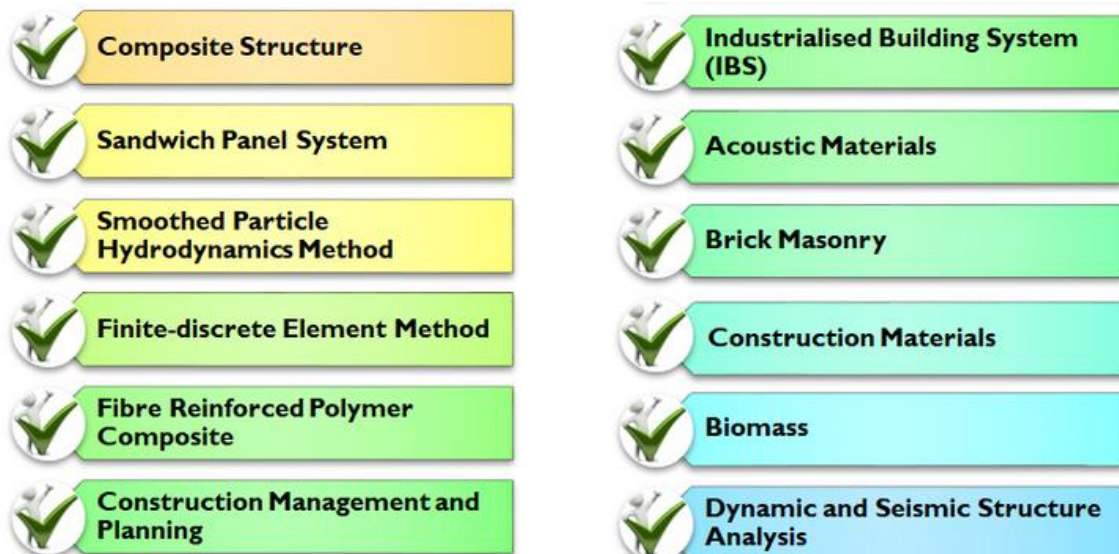 Composite Structure
Sandwich Panel System
Smoothed Particle
Hydrodynamics Method
Finite-discrete Element Method
Fibre Reinforced Polymer
Composite
Construction Management and
Planning
Industrialised Building System
(IBS)
Acoustic Materials
Brick Masonry
Construction Materials
Biomass
Dynamic and Seismic Structure
Analysis